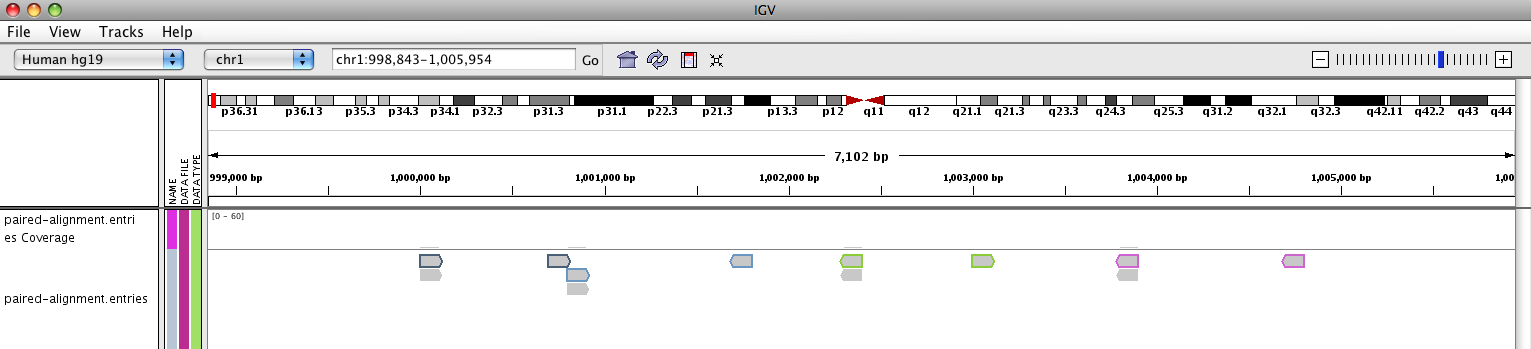 IGV
File View Tracks Help
Human hg19 chr1 chr1:998,843-1,005,954 Go
p36.31 p36.13 p35.3 p34.3 p34.1 p32.3 p31.3 p31.1 p22.3 p21.3 p13.3 p12 q11 q12 q21.1 q21.3 q23.3 q24.3 q25.3 q31.2 q32.1 q32.3 q42.11 q42.2 q43 q44
7,102 bp
999,000 bp 1,000,000 bp 1,001,000 bp 1,002,000 bp 1,003,000 bp 1,004,000 bp 1,005,000 bp 1,00
NAME
DATA FILE
DATA TYPE
paired-alignment.entri
es Coverage
[0 - 60]
paired-alignment.entries